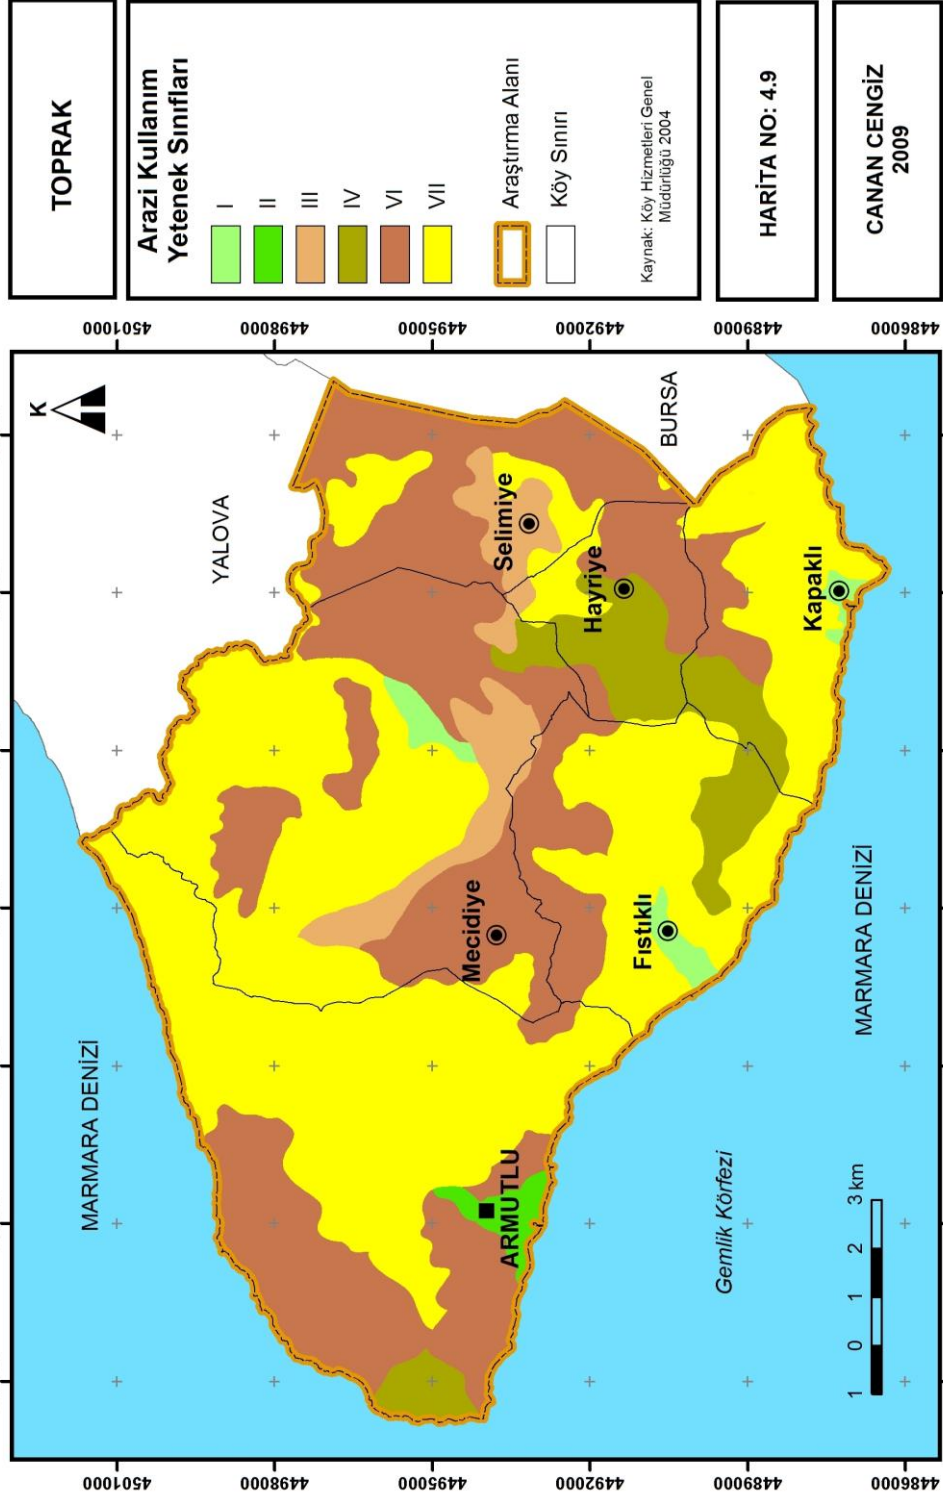 TOPRAK
Arazi Kullanım
Yetenek Sınıfları
I
II
III
IV
VI
VII
Araştırma Alanı
Köy Sınırı
Kaynak: Köy Hizmetleri Genel
Müdürlüğü 2004
HARİTA NO: 4.9
CANAN CENGİZ
2009
4501000
4498000
4495000
4492000
4489000
4486000
K
YALOVA
BURSA
MARMARA DENİZİ
Selimiye
Hayriye
Kapaklı
Mecidiye
Fıstıklı
ARMUTLU
MARMARA DENİZİ
Gemlik Körfezi
1 0 1 2 3 km
4501000
4498000
4495000
4492000
4489000
4486000